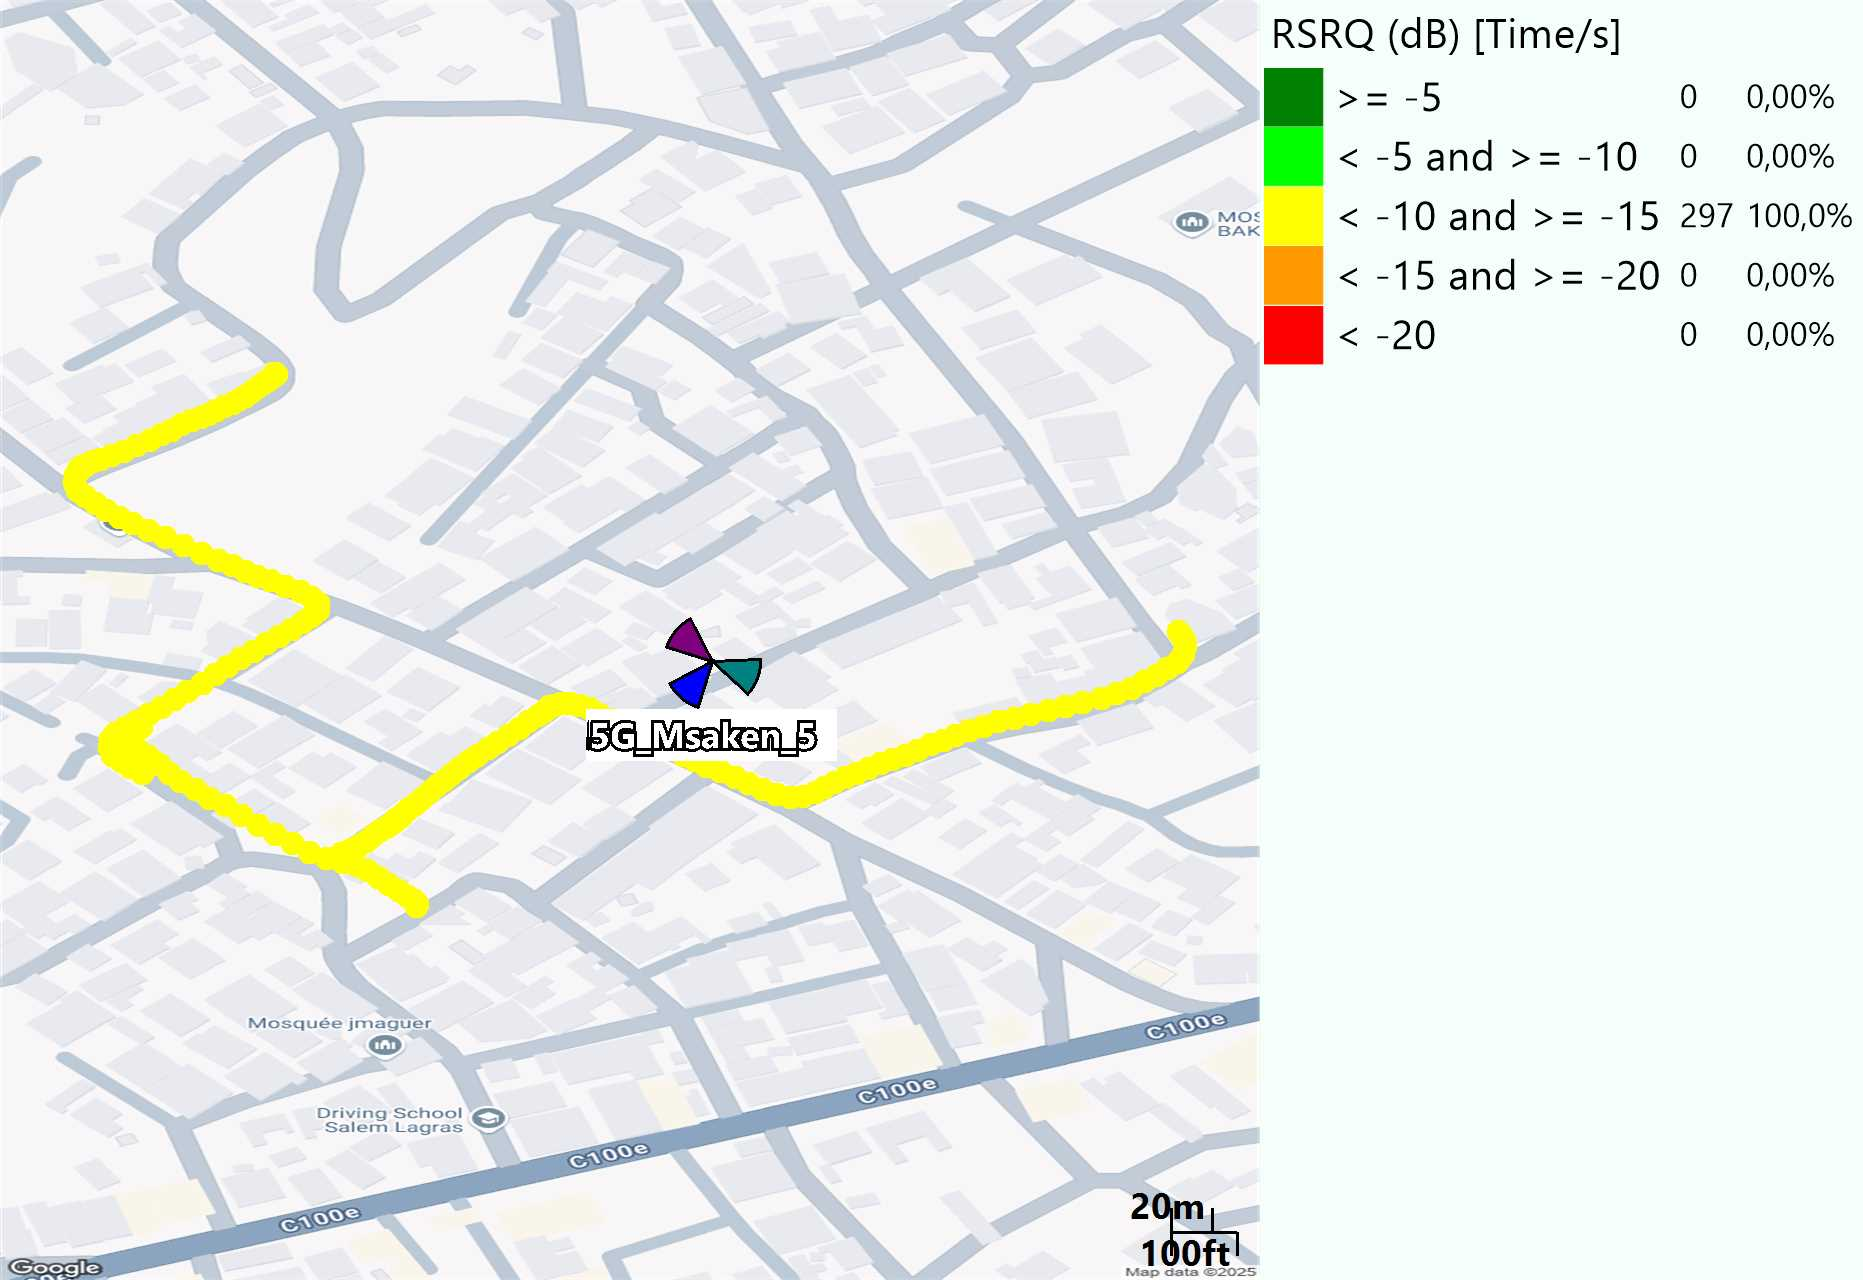 RSRQ (dB) [Time/s]
>= -5 0 0,00%
< -5 and >= -10 0 0,00%
< -10 and >= -15 297 100,0%
< -15 and >= -20 0 0,00%
< -20 0 0,00%
MOS
BAK
5G_Msaken_5
Mosquée jmaguer
C100e
C100e
Driving School
Salem Lagras
C100e
C100e
20m
100ft
Google
Map data ©2025